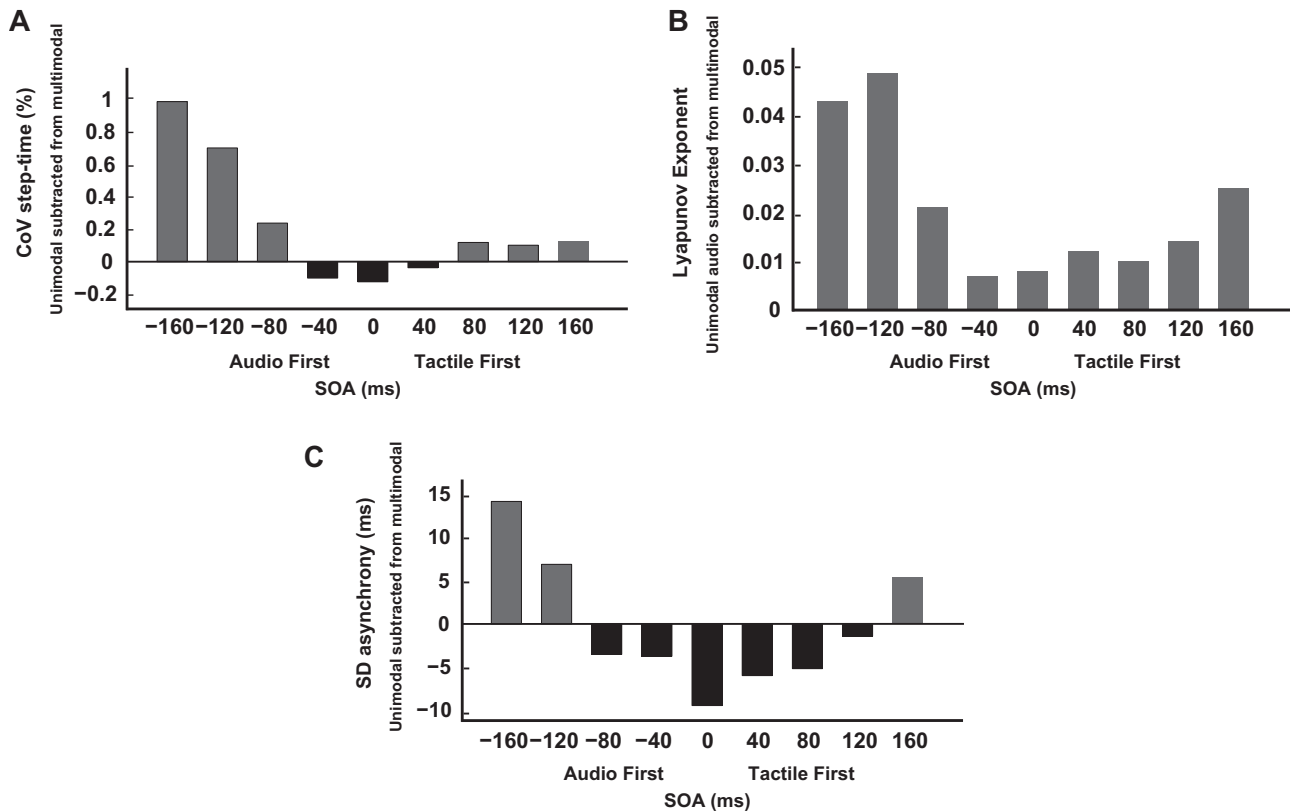 A
CoV step-time (%)
Unimodal subtracted from multimodal
1
0.8
0.6
0.4
0.2
0
−0.2
−160 −120 −80 −40 0 40 80 120 160
Audio First Tactile First
SOA (ms)
B
Lyapunov Exponent
Unimodal audio subtracted from multimodal
0.05
0.04
0.03
0.02
0.01
0
−160 −120 −80 −40 0 40 80 120 160
Audio First Tactile First
SOA (ms)
C
SD asynchrony (ms)
Unimodal subtracted from multimodal
15
10
5
0
−5
−10
−160 −120 −80 −40 0 40 80 120 160
Audio First Tactile First
SOA (ms)